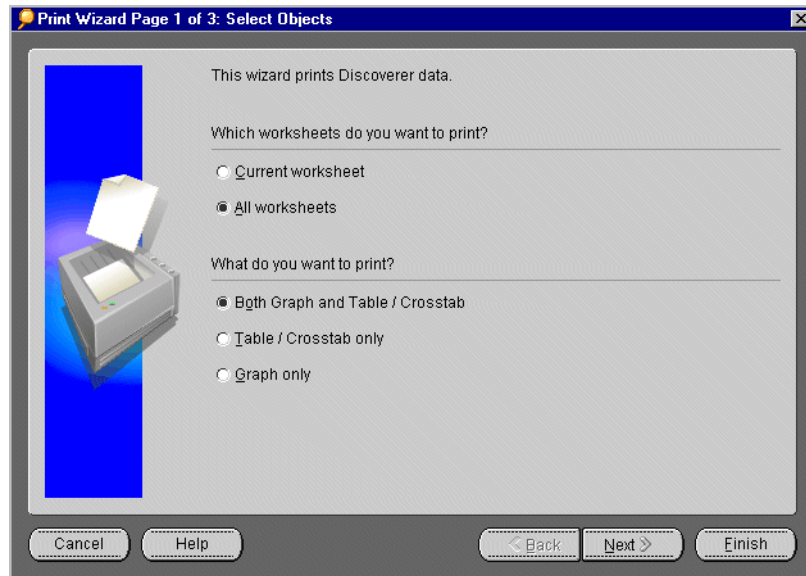 Print Wizard Page 1 of 3: Select Objects
This wizard prints Discoverer data.
Which worksheets do you want to print?
Current worksheet
All worksheets
What do you want to print?
Both Graph and Table / Crosstab
Table / Crosstab only
Graph only
Cancel Help Back Next Finish